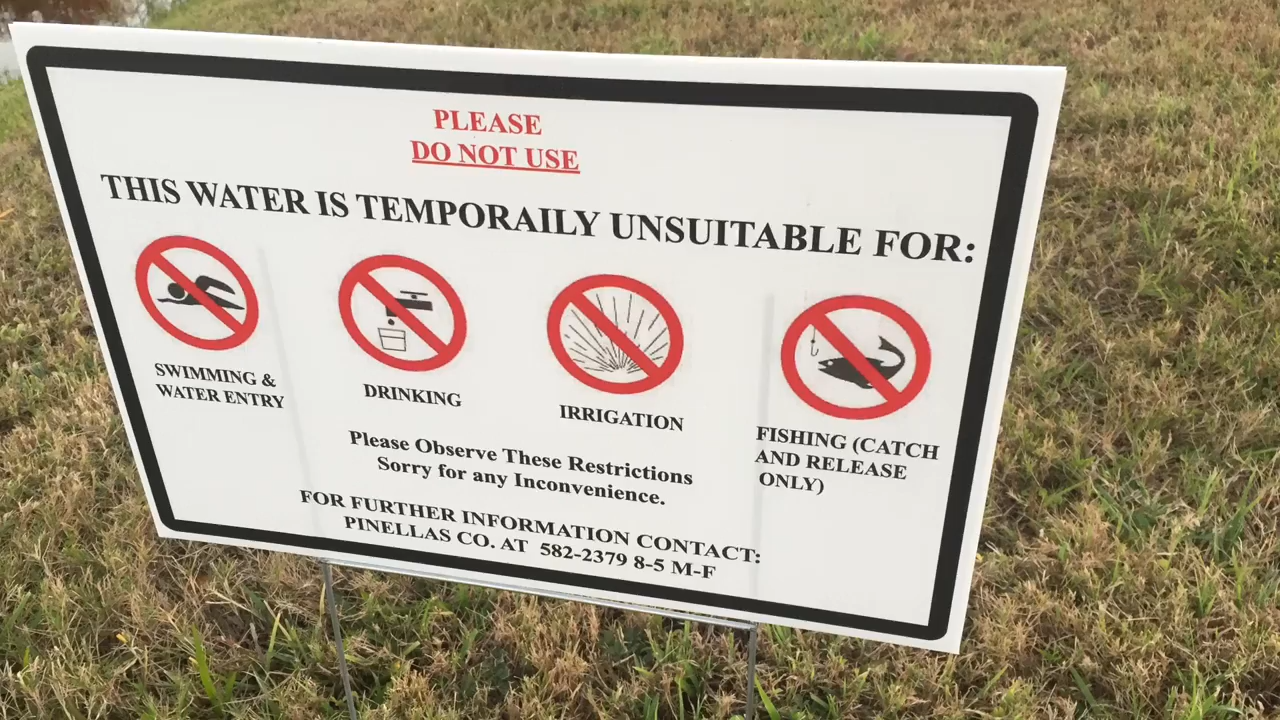 PLEASE
DO NOT USE
THIS WATER IS TEMPORAILY UNSUITABLE FOR:
SWIMMING &
WATER ENTRY
DRINKING
IRRIGATION
FISHING (CATCH
AND RELEASE
ONLY)
Please Observe These Restrictions
Sorry for any Inconvenience.
FOR FURTHER INFORMATION CONTACT:
PINELLAS CO. AT 582-2379 8-5 M-F